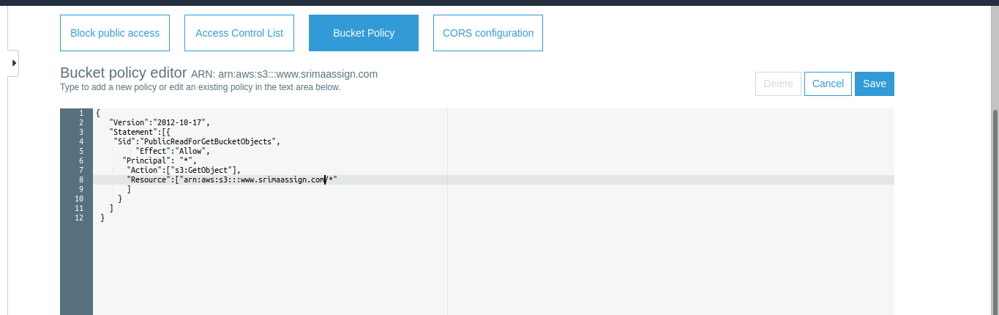 Block public access
Access Control List
Bucket Policy
CORS configuration
Bucket policy editor ARN: arn:aws:s3:::www.srimaassign.com
Type to add a new policy or edit an existing policy in the text area below.
Delete
Cancel
Save
1 {
2 "Version":"2012-10-17",
3 "Statement":[{
4 "Sid":"PublicReadForGetBucketObjects",
5 "Effect":"Allow",
6 "Principal": "*",
7 "Action":["s3:GetObject"],
8 "Resource":["arn:aws:s3:::www.srimaassign.com/*"
9 ]
10 }
11 ]
12 }